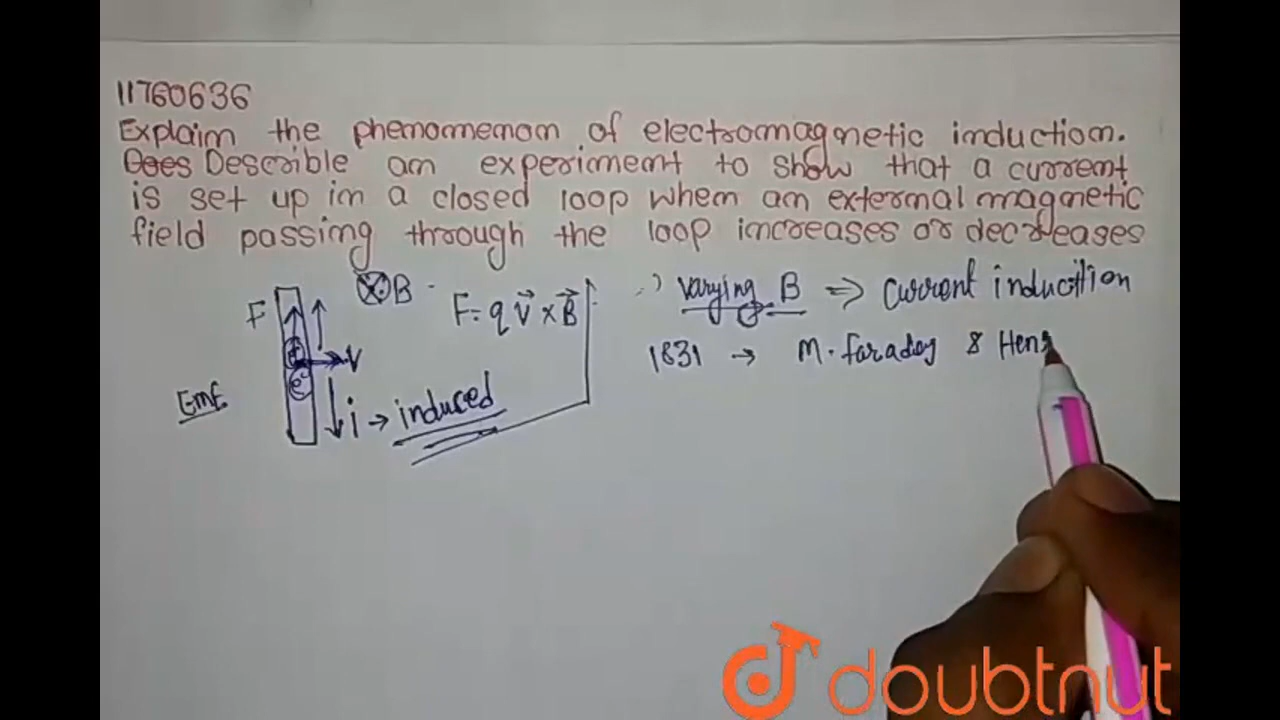 11760636
Explain the phenomenon of electromagnetic induction.
Does Describle an experiment to show that a current
is set up in a closed loop when an external magnetic
field passing through the loop increases or decreases
F
B
F = q V x B
v
e
Emf
i → induced
varying B ⇒ Current induction
1831 → M. faraday & Hen
doubtnut